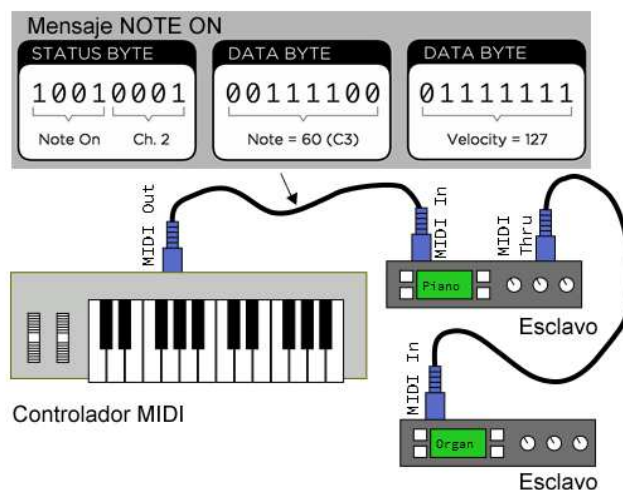 Mensaje NOTE ON
STATUS BYTE
10010001
Note On Ch. 2
DATA BYTE
00111100
Note = 60 (C3)
DATA BYTE
01111111
Velocity = 127
MIDI Out
MIDI In
MIDI
Thru
Piano
Esclavo
MIDI In
Controlador MIDI
Organ
Esclavo